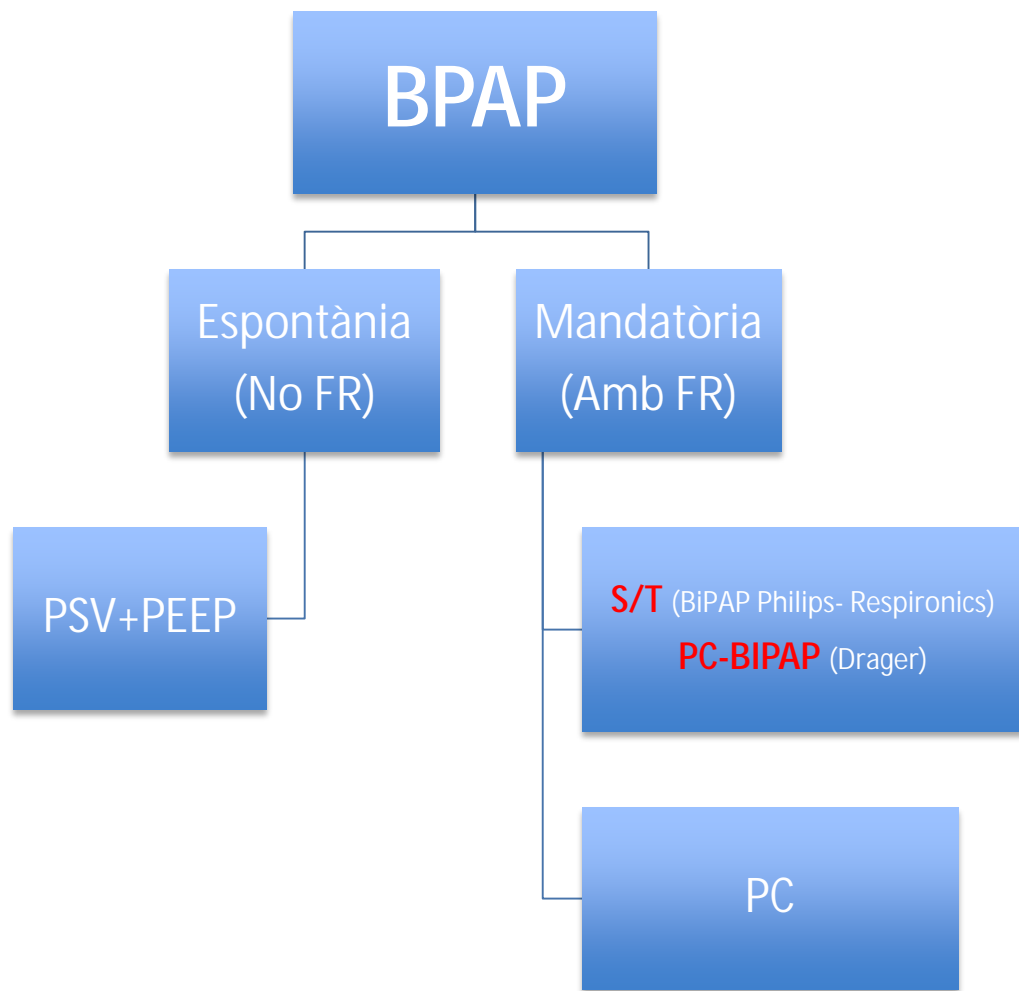 BPAP
Espontània
(No FR)
Mandatòria
(Amb FR)
PSV+PEEP
S/T (BiPAP Philips- Respironics)
PC-BIPAP (Drager)
PC